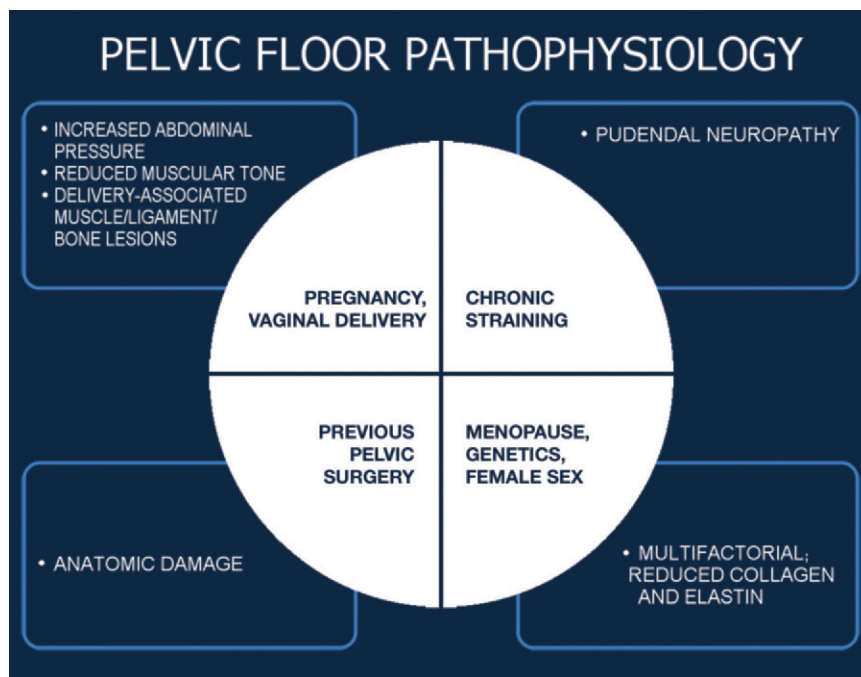 PELVIC FLOOR PATHOPHYSIOLOGY
• INCREASED ABDOMINAL
PRESSURE
• REDUCED MUSCULAR TONE
• DELIVERY-ASSOCIATED
MUSCLE/LIGAMENT/
BONE LESIONS
• PUDENDAL NEUROPATHY
PREGNANCY,
VAGINAL DELIVERY
CHRONIC
STRAINING
PREVIOUS
PELVIC
SURGERY
MENOPAUSE,
GENETICS,
FEMALE SEX
• ANATOMIC DAMAGE
• MULTIFACTORIAL;
REDUCED COLLAGEN
AND ELASTIN